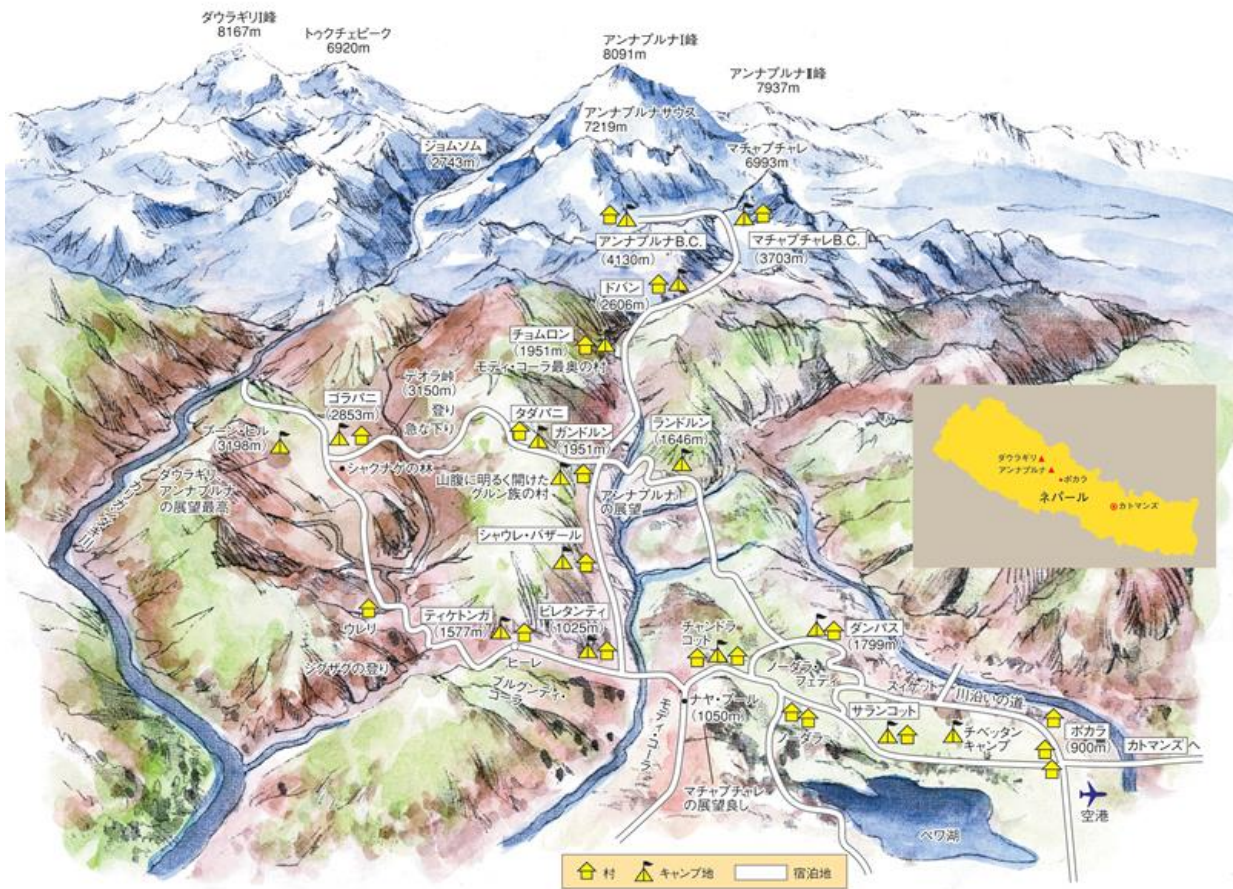 ダウラギリI峰
8167m
トゥクチェピーク
6920m
アンナプルナI峰
8091m
アンナプルナII峰
7937m
アンナプルナサウス
7219m
マチャプチャレ
6993m
ジョムソム
(2743m)
アンナプルナB.C.
(4130m)
マチャプチャレB.C.
(3703m)
ドバン
(2606m)
チョムロン
(1951m)
モディ・コーラ最奥の村
デオラ峠
(3150m)
登り
急な下り
ゴラパニ
(2853m)
プーン・ヒル
(3198m)
タダパニ
ガンドルン
(1951m)
ランドルン
(1646m)
シャクナゲの林
ダウラギリ
アンナプルナ
の展望最高
カリ・ガンダキ川
山腹に明るく開けた
グルン族の村
アンナプルナI
の展望
シャウレ・バザール
ウレリ
ティケトンガ
(1577m)
ビレタンティ
(1025m)
ヒーレ
ジグザグの登り
ブルグンディ・
コーラ
チャンドラ
コット
ダンパス
(1799m)
ノーダラ・
フェディ
スイケット
川沿いの道
ナヤ・プール
(1050m)
モディ・コーラ
ノーダラ
サランコット
チベッタン
キャンプ
ポカラ
(900m)
カトマンズへ
マチャプチャレ
の展望良し
ペワ湖
空港
ダウラギリ
アンナプルナ
ポカラ
ネパール
カトマンズ
村 キャンプ地 宿泊地